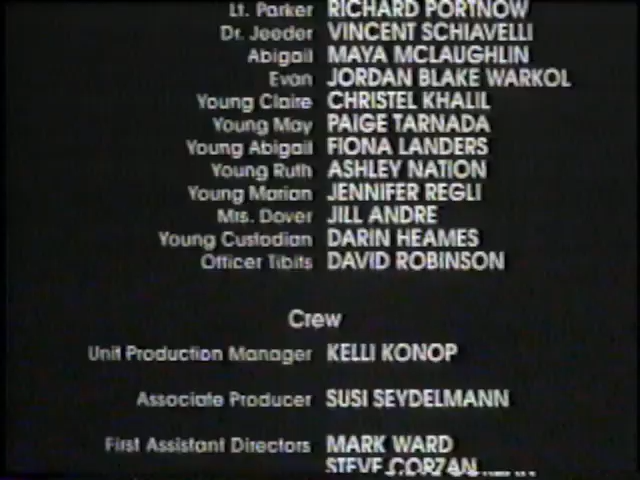 Lt. Parker RICHARD PORTNOW
Dr. Jeeder VINCENT SCHIAVELLI
Abigail MAYA MCLAUGHLIN
Evan JORDAN BLAKE WARKOL
Young Claire CHRISTEL KHALIL
Young May PAIGE TARNADA
Young Abigail FIONA LANDERS
Young Ruth ASHLEY NATION
Young Marian JENNIFER REGLI
Mrs. Dover JILL ANDRE
Young Custodian DARIN HEAMES
Officer Tibits DAVID ROBINSON
Crew
Unit Production Manager KELLI KONOP
Associate Producer SUSI SEYDELMANN
First Assistant Directors MARK WARD
STEVE CORZAN